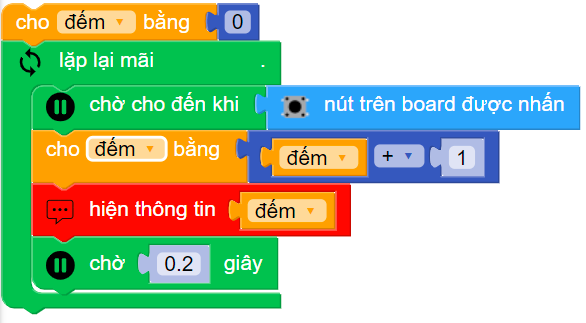 cho đếm bằng 0
lặp lại mãi .
chờ cho đến khi nút trên board được nhấn
cho đếm bằng đếm + 1
hiện thông tin đếm
chờ 0.2 giây